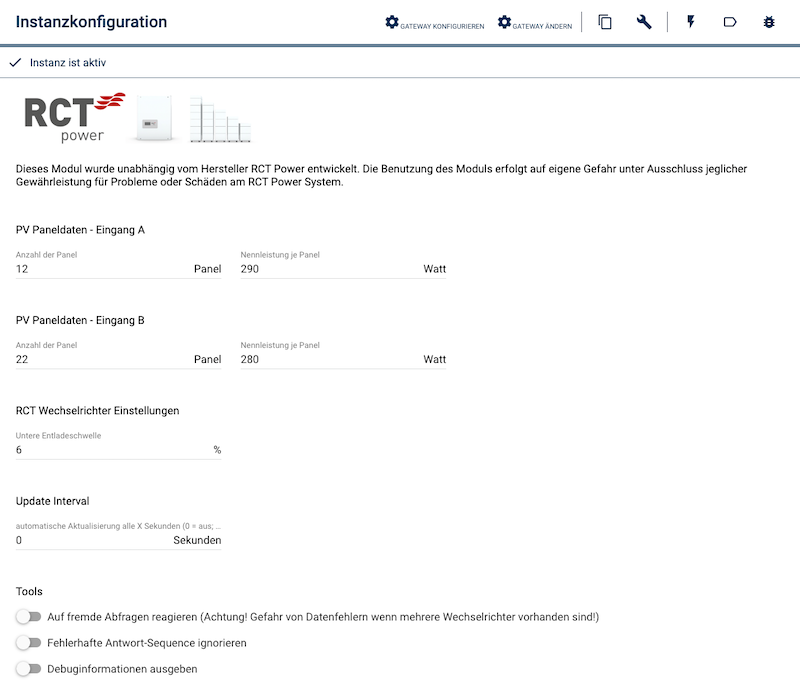 Instanzkonfiguration
GATEWAY KONFIGURIEREN
GATEWAY ÄNDERN
Instanz ist aktiv
RCT
power
Dieses Modul wurde unabhängig vom Hersteller RCT Power entwickelt. Die Benutzung des Moduls erfolgt auf eigene Gefahr unter Ausschluss jeglicher
Gewährleistung für Probleme oder Schäden am RCT Power System.
PV Paneldaten - Eingang A
Anzahl der Panel
12 Panel
Nennleistung je Panel
290 Watt
PV Paneldaten - Eingang B
Anzahl der Panel
22 Panel
Nennleistung je Panel
280 Watt
RCT Wechselrichter Einstellungen
Untere Entladeschwelle
6 %
Update Interval
automatische Aktualisierung alle X Sekunden (0 = aus; ...
0 Sekunden
Tools
Auf fremde Abfragen reagieren (Achtung! Gefahr von Datenfehlern wenn mehrere Wechselrichter vorhanden sind!)
Fehlerhafte Antwort-Sequence ignorieren
Debuginformationen ausgeben